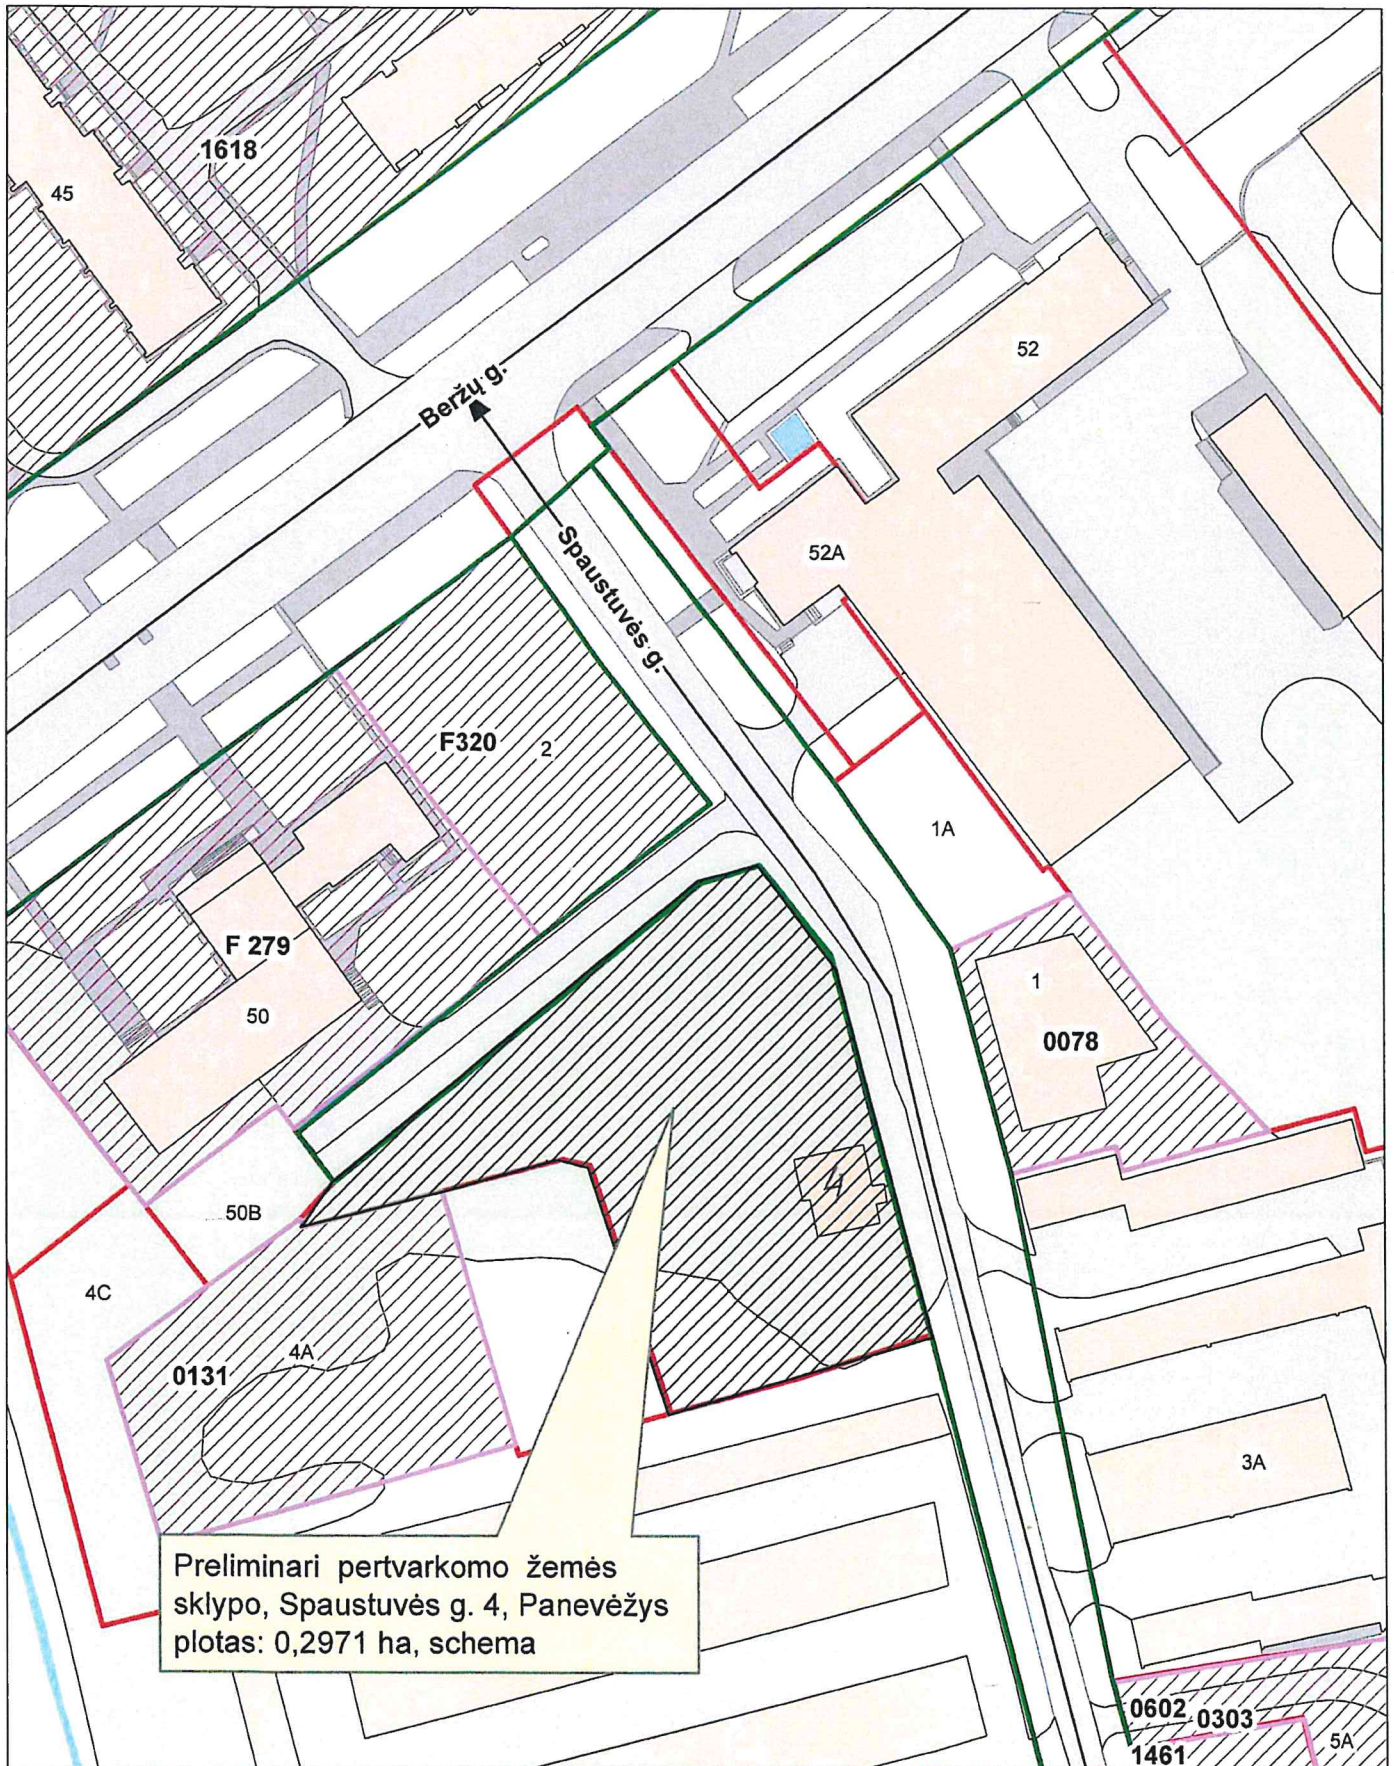 1618
45
52
Beržų g.
52A
Spaustuvės g.
F320
2
1A
F 279
50
1
0078
4
50B
4C
4A
0131
3A
Preliminari pertvarkomo žemės
sklypo, Spaustuvės g. 4, Panevėžys
plotas: 0,2971 ha, schema
0602
0303
5A
1461